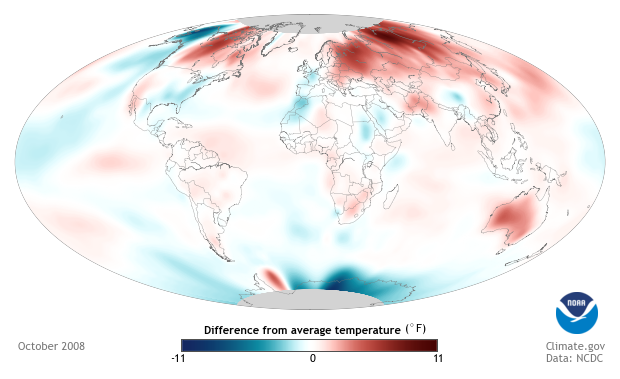 NOAA
Difference from average temperature (°F)
October 2008
-11 0 11
Climate.gov
Data: NCDC